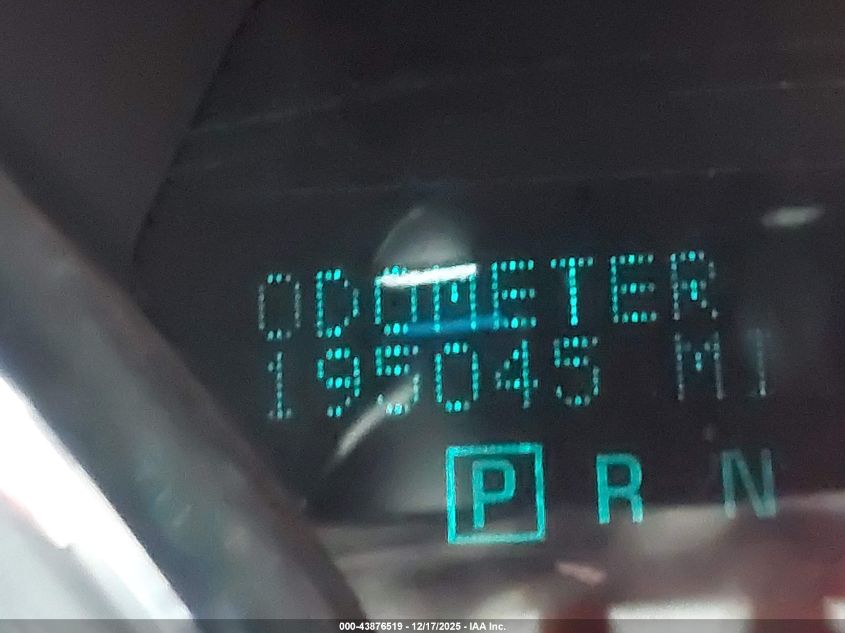 ODOMETER
195045 MI
P R N
000-43876519 - 12/17/2025 - IAA Inc.